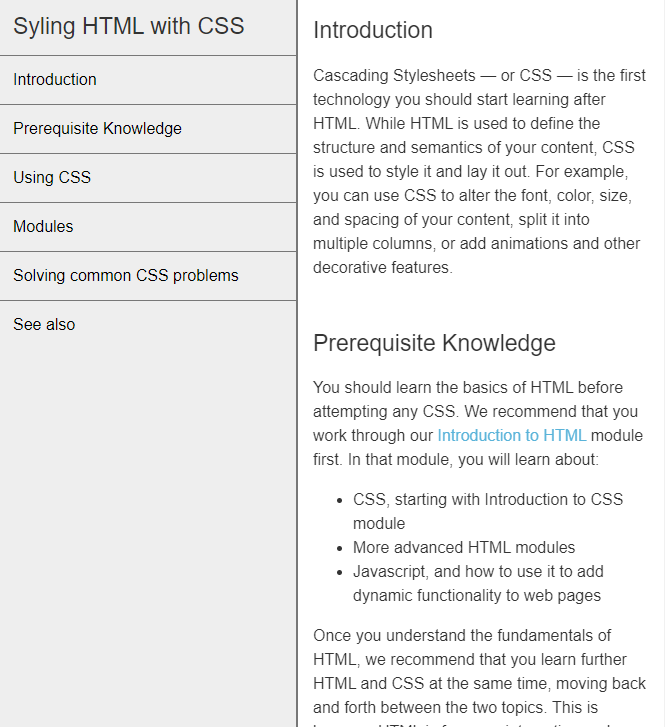 Syling HTML with CSS
Introduction
Prerequisite Knowledge
Using CSS
Modules
Solving common CSS problems
See also
Introduction
Cascading Stylesheets — or CSS — is the first
technology you should start learning after
HTML. While HTML is used to define the
structure and semantics of your content, CSS
is used to style it and lay it out. For example,
you can use CSS to alter the font, color, size,
and spacing of your content, split it into
multiple columns, or add animations and other
decorative features.
Prerequisite Knowledge
You should learn the basics of HTML before
attempting any CSS. We recommend that you
work through our Introduction to HTML module
first. In that module, you will learn about:
• CSS, starting with Introduction to CSS
module
• More advanced HTML modules
• Javascript, and how to use it to add
dynamic functionality to web pages
Once you understand the fundamentals of
HTML, we recommend that you learn further
HTML and CSS at the same time, moving back
and forth between the two topics. This is